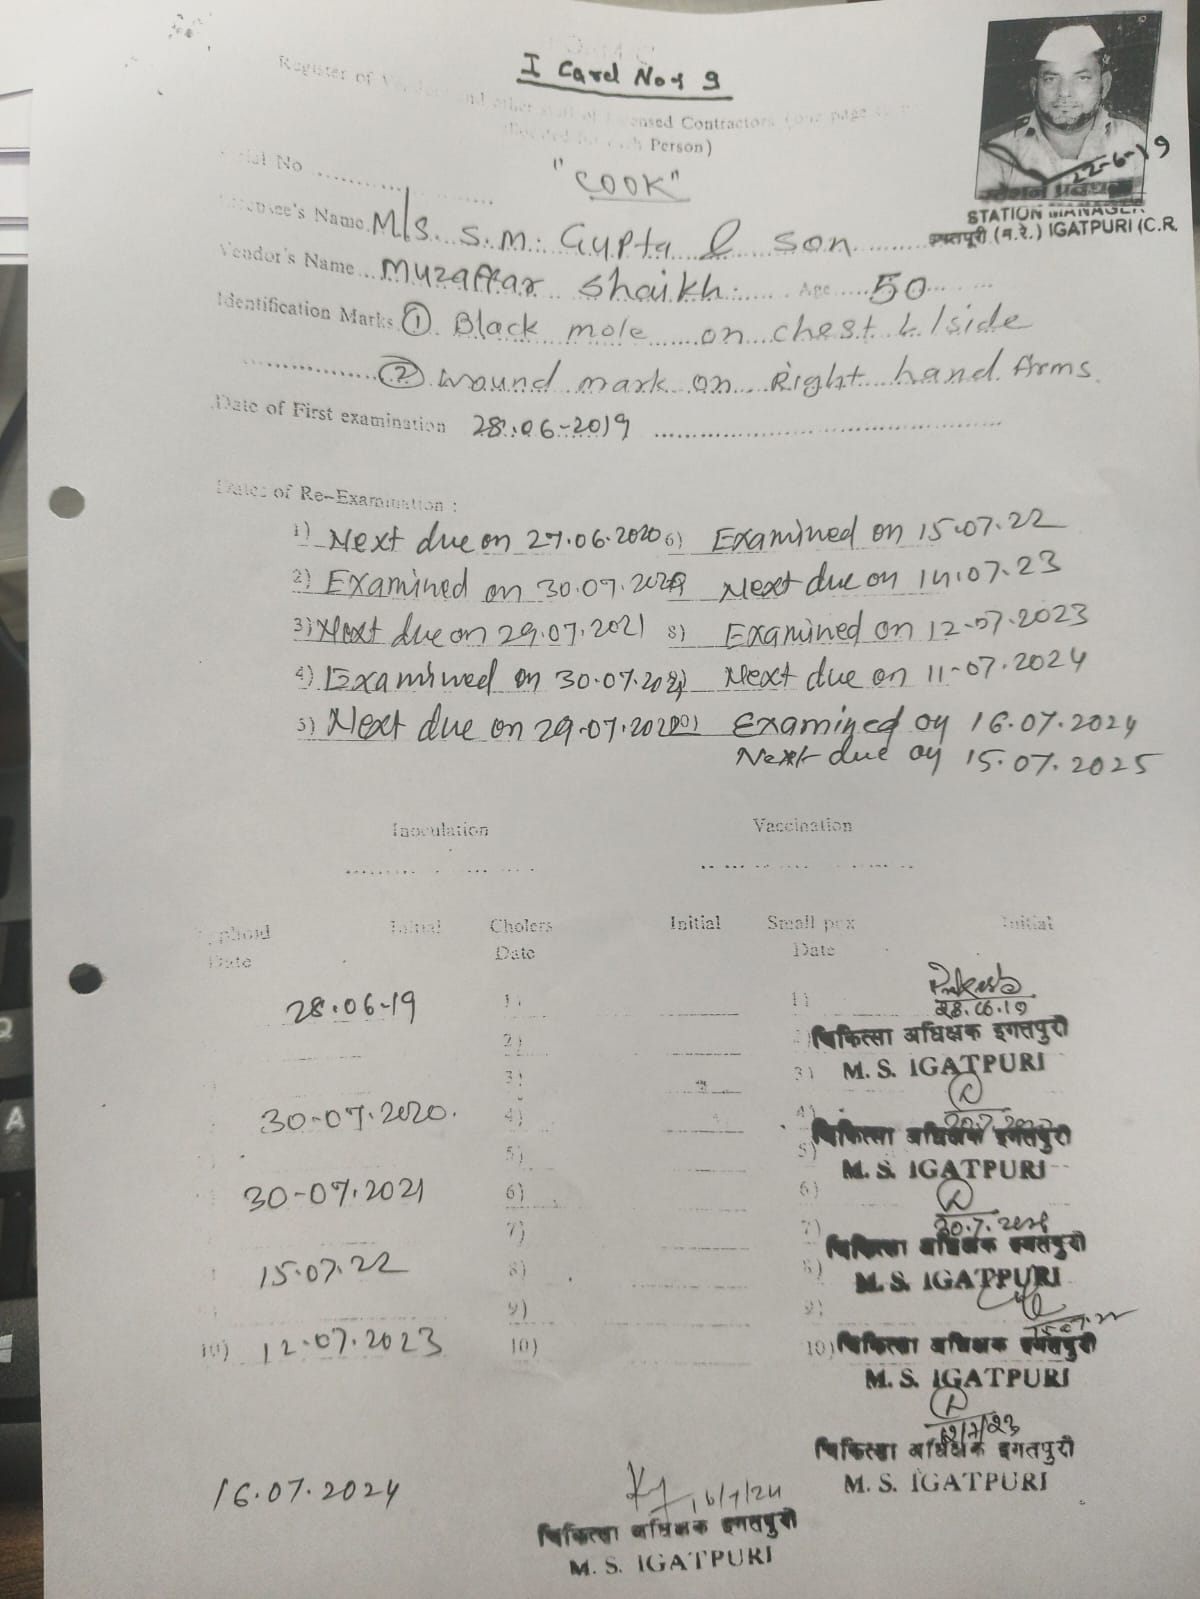 I Card No 9
Register of Vendors and other staff of Licensed Contractors (one page to be
allocated for each Person)
"COOK"
22-6-19
STATION MANAGER
इगतपुरी (म.रे.) IGATPURI (C.R.
Serial No ..........
Licencee's Name M/s. S.M. Gupta & son
Vendor's Name Muzaffar Shaikh. Age 50
Identification Marks ① Black mole on chest L/side
② wound mark on Right hand Arms.
Date of First examination 28.06-2019
Dates of Re-Examination :
1) Next due on 27.06.2020 6) Examined on 15.07.22
2) Examined on 30.07.2020 Next due on 14.07.23
3) Next due on 29.07.2021 8) Examined on 12.07.2023
4) Examined on 30.07.2021 Next due on 11.07.2024
5) Next due on 29.07.2022 10) Examined on 16.07.2024
Next due on 15.07.2025
Inoculation Vaccination
Typhoid Initial Cholera Initial Small pox Initial
Date Date Date
28.06-19 1) 1) 28.06.19
2) चिकित्सा अधिक्षक इगतपुरी
3) 3) M. S. IGATPURI
30-07.2020. 4) 4)
5) 5) चिकित्सा अधिक्षक इगतपुरी
M. S. IGATPURI
30-07.2021 6) 6)
7) 7) 30.7.2021
चिकित्सा अधिक्षक इगतपुरी
15.07.22 8) 8) M. S. IGATPURI
9) 9) 15.07.22
10) 12.07.2023 10) 10) चिकित्सा अधिक्षक इगतपुरी
M. S. IGATPURI
12/7/23
चिकित्सा अधिक्षक इगतपुरी
M. S. IGATPURI
16.07.2024 16/7/24
चिकित्सा अधिक्षक इगतपुरी
M. S. IGATPURI